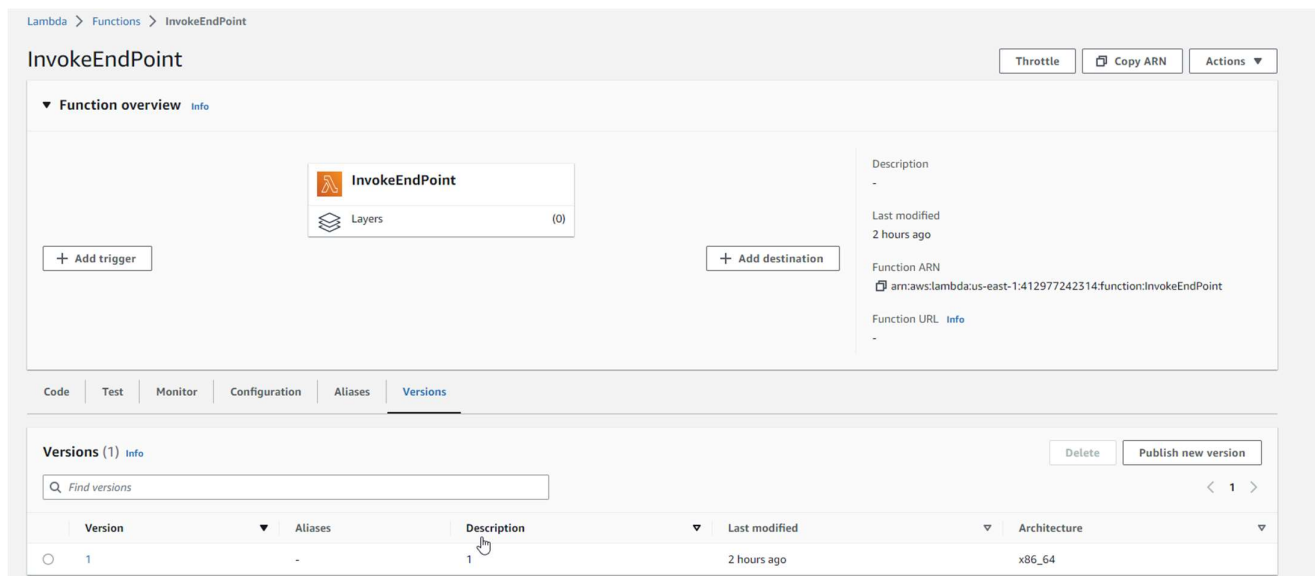 Lambda > Functions > InvokeEndPoint
InvokeEndPoint
Throttle Copy ARN Actions
Function overview Info
InvokeEndPoint
Layers (0)
+ Add trigger
+ Add destination
Description
-
Last modified
2 hours ago
Function ARN
arn:aws:lambda:us-east-1:412977242314:function:InvokeEndPoint
Function URL Info
-
Code Test Monitor Configuration Aliases Versions
Versions (1) Info
Delete Publish new version
Find versions
< 1 >
Version Aliases Description Last modified Architecture
1 - 1 2 hours ago x86_64